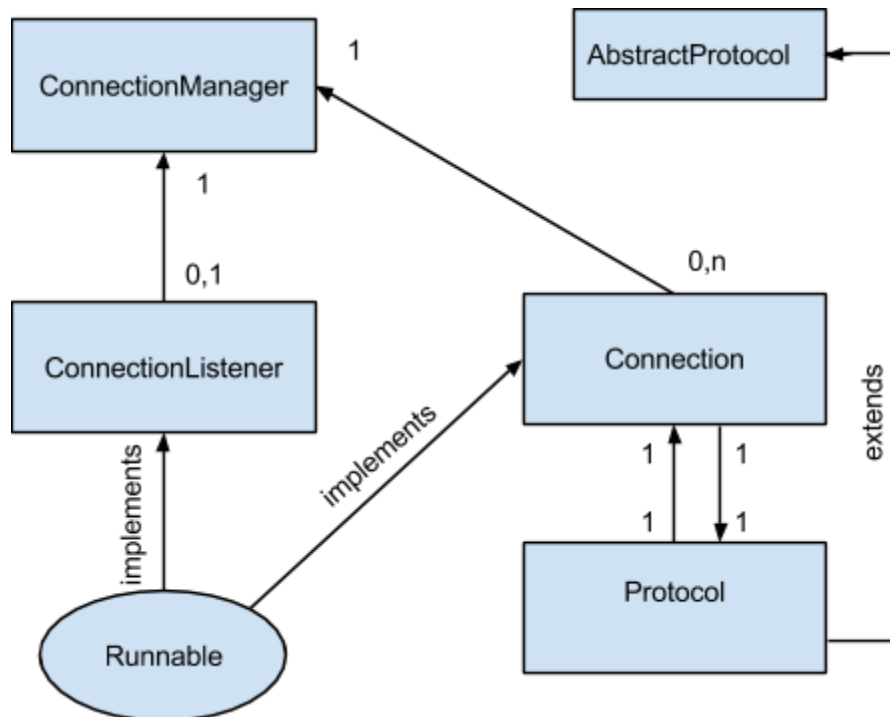 ConnectionManager
1
AbstractProtocol
1
0,1
0,n
ConnectionListener
Connection
extends
implements
implements
1
1
1
1
Protocol
Runnable